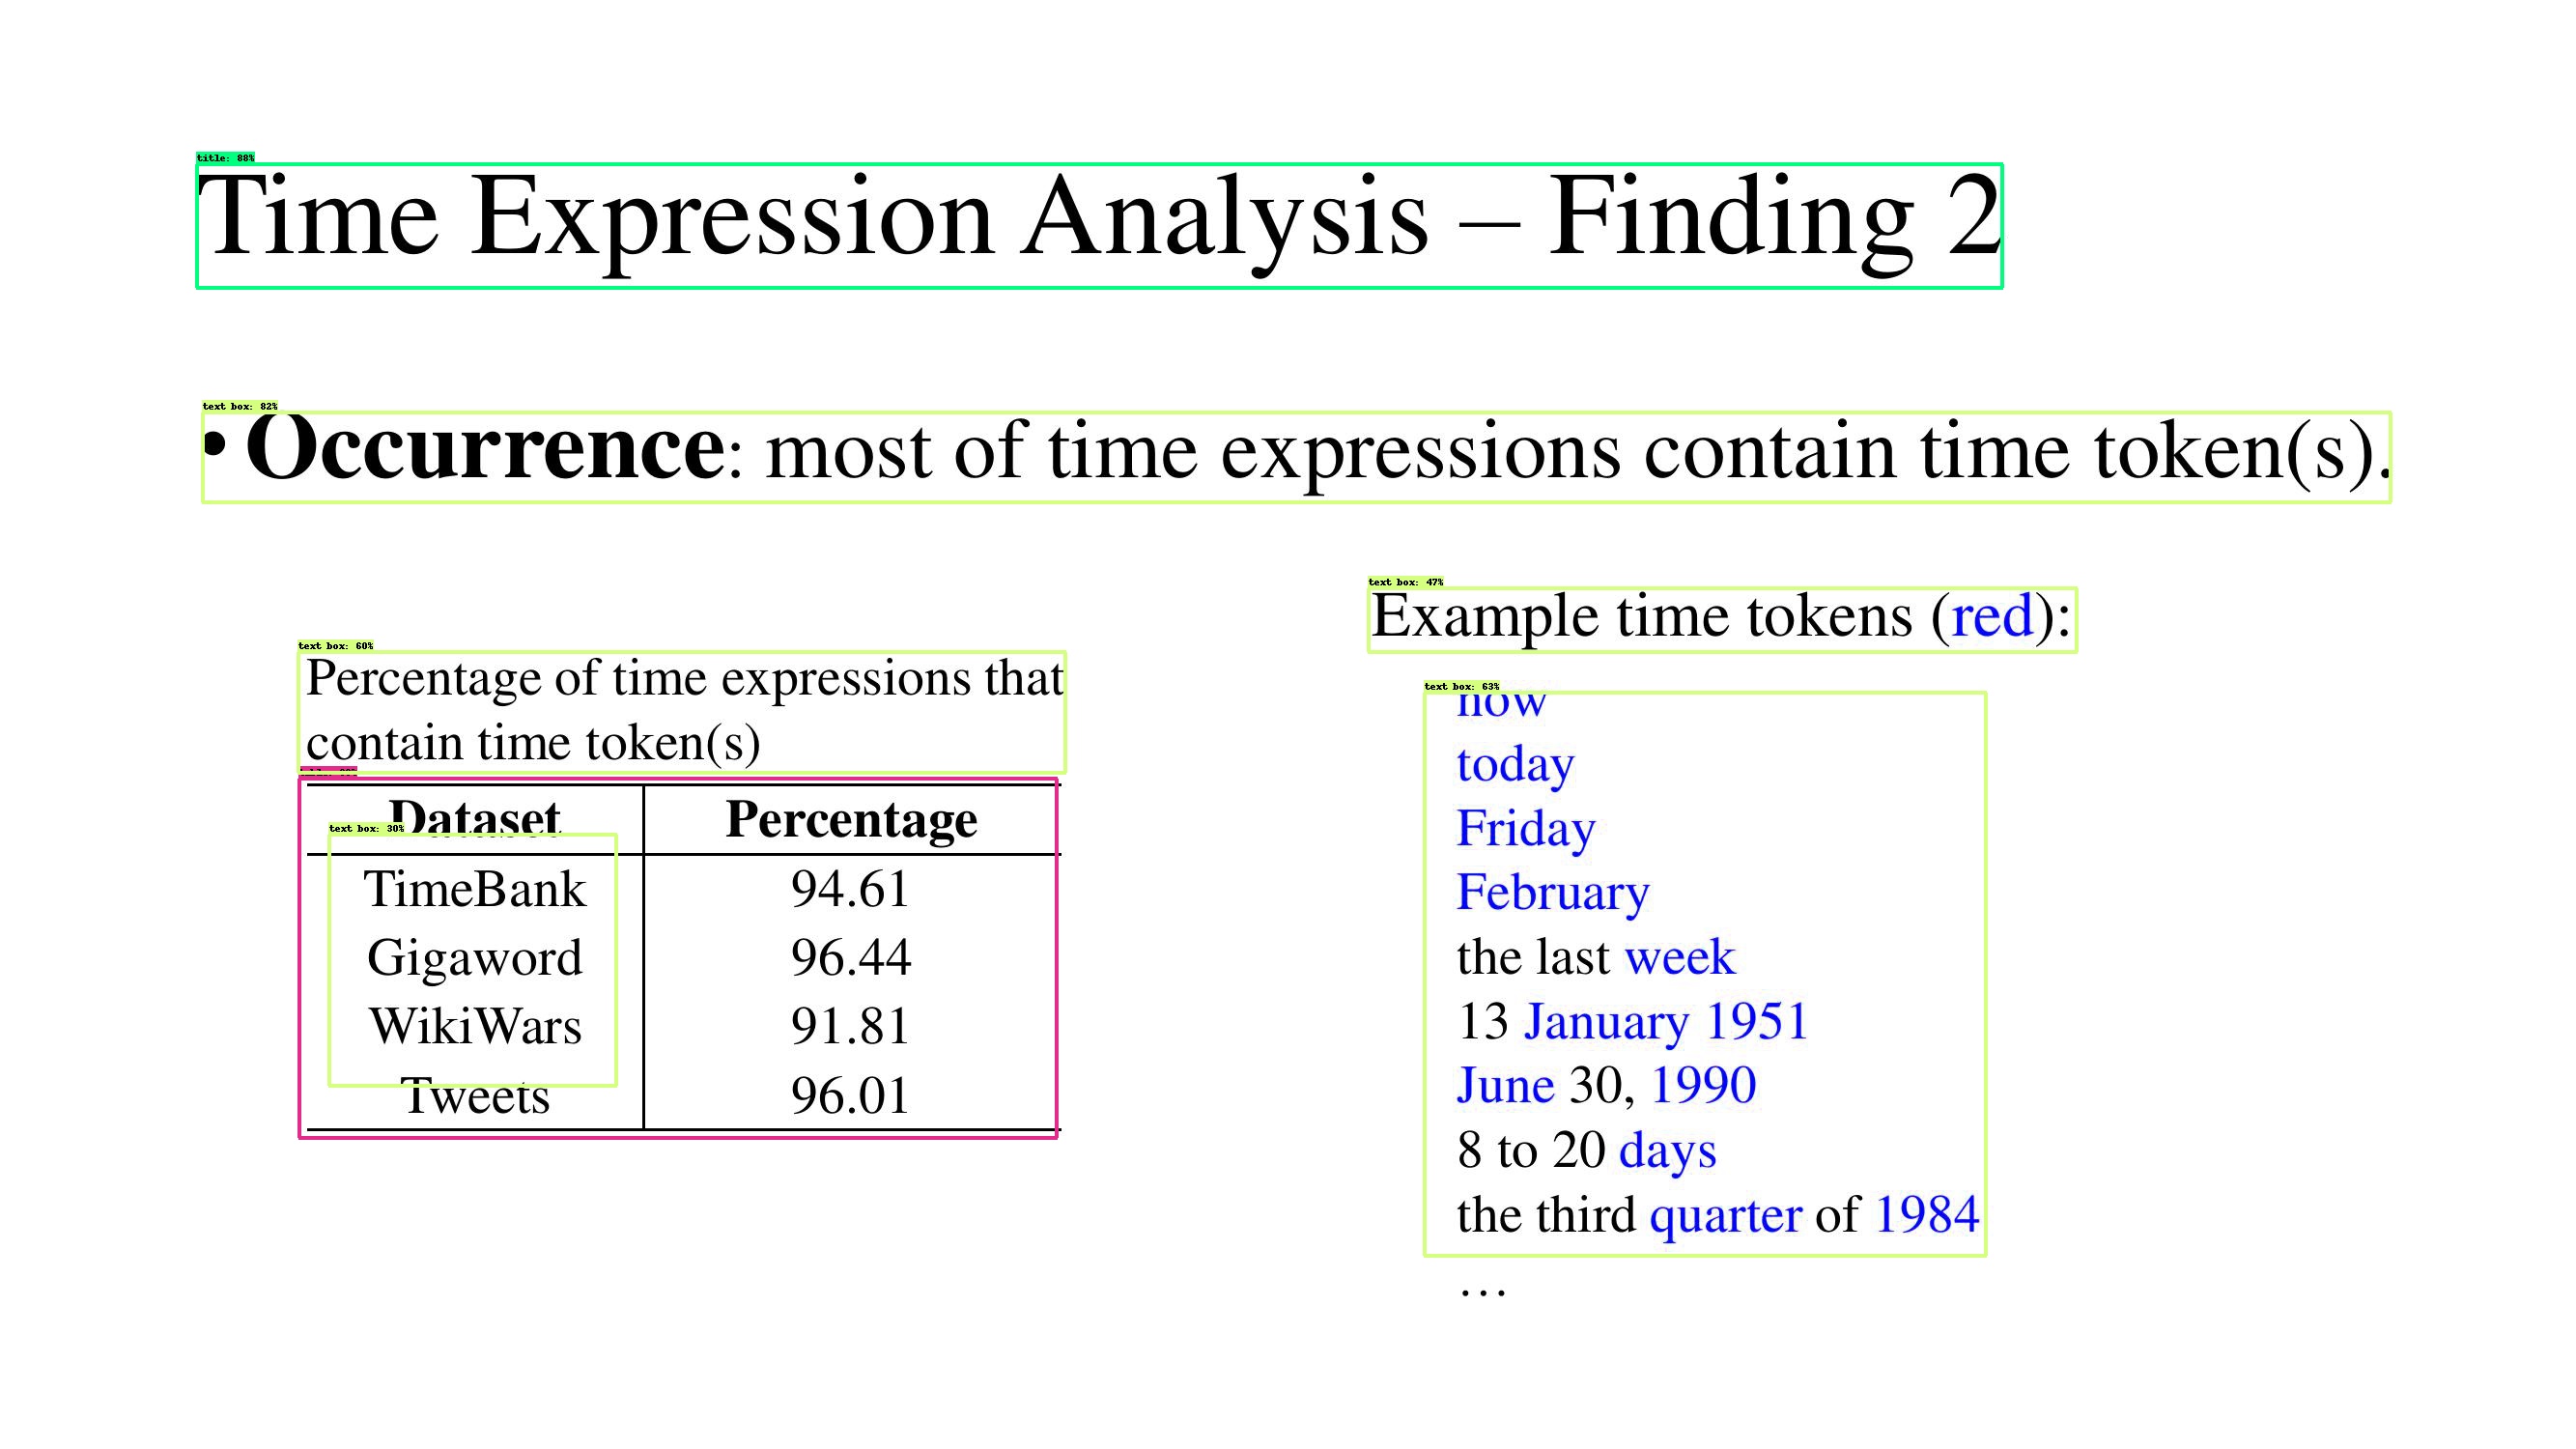 title: 88%
Time Expression Analysis – Finding 2
text box: 82%
• Occurrence: most of time expressions contain time token(s).
text box: 60%
Percentage of time expressions that
contain time token(s)
Dataset Percentage
text box: 30%
TimeBank 94.61
Gigaword 96.44
WikiWars 91.81
Tweets 96.01
text box: 47%
Example time tokens (red):
text box: 63%
now
today
Friday
February
the last week
13 January 1951
June 30, 1990
8 to 20 days
the third quarter of 1984
…